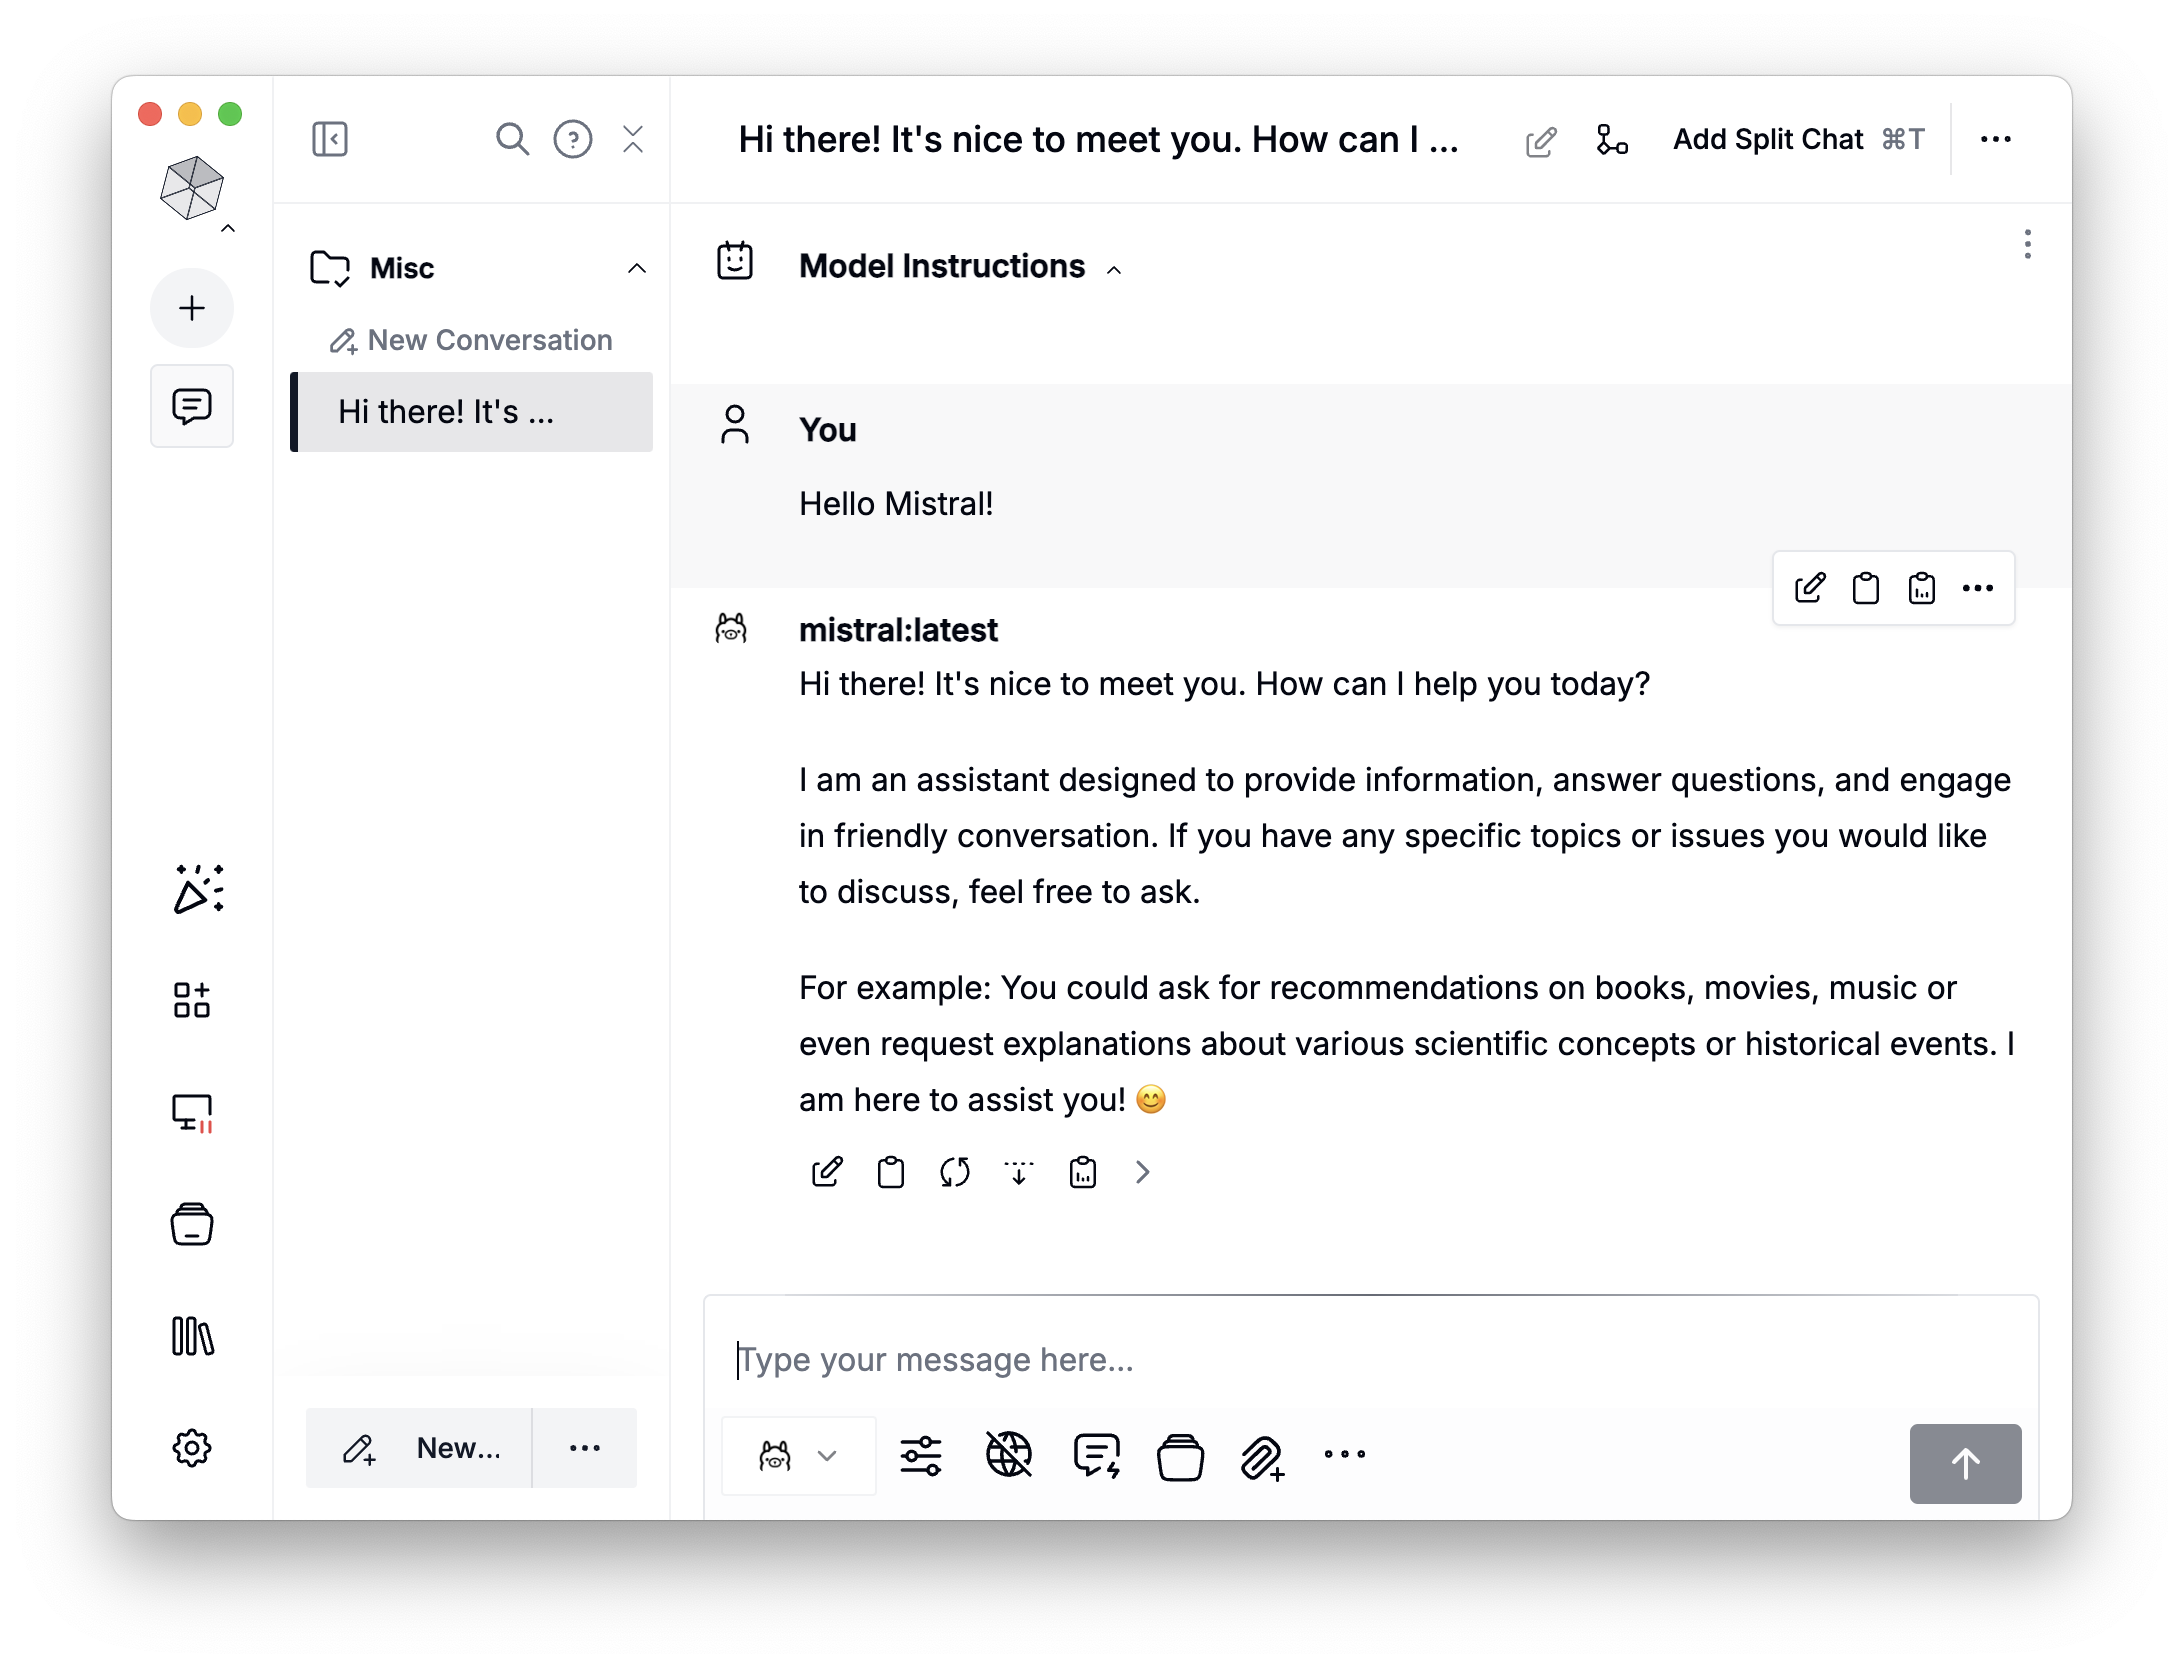 Hi there! It's nice to meet you. How can I ...
Add Split Chat ⌘T
Misc
New Conversation
Hi there! It's ...
Model Instructions
You
Hello Mistral!
mistral:latest
Hi there! It's nice to meet you. How can I help you today?
I am an assistant designed to provide information, answer questions, and engage
in friendly conversation. If you have any specific topics or issues you would like
to discuss, feel free to ask.
For example: You could ask for recommendations on books, movies, music or
even request explanations about various scientific concepts or historical events. I
am here to assist you! 😊
Type your message here...
New...